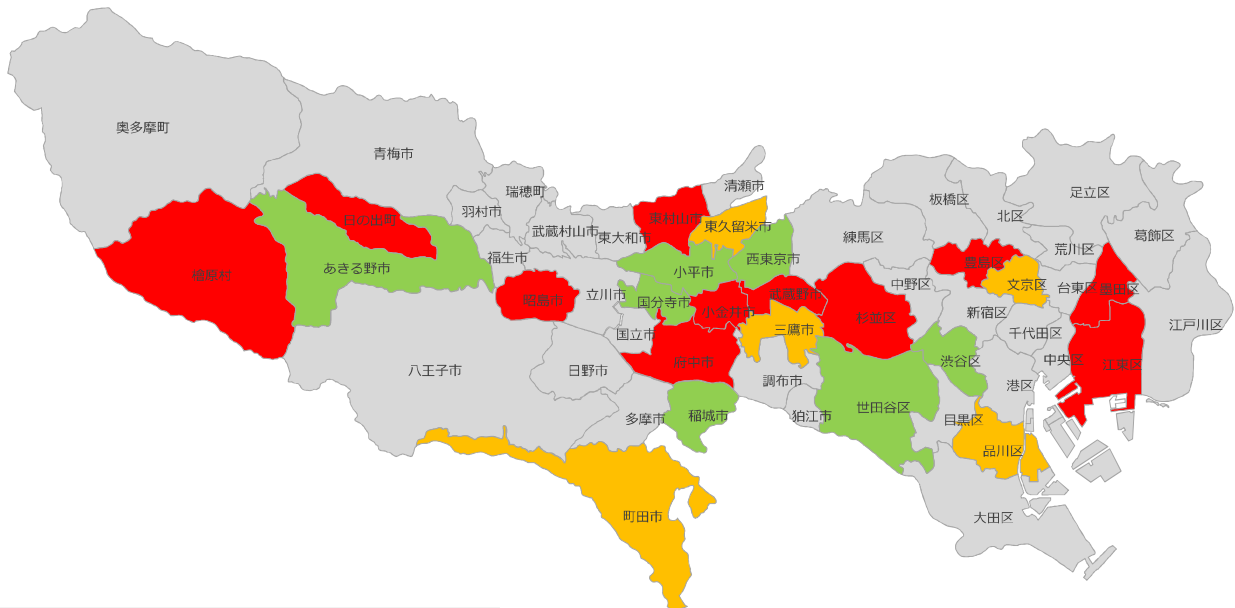 奥多摩町
青梅市
瑞穂町
清瀬市
羽村市
日の出町
東村山市
東久留米市
武蔵村山市
東大和市
練馬区
板橋区
足立区
北区
葛飾区
荒川区
福生市
あきる野市
檜原村
小平市
西東京市
豊島区
中野区
文京区
台東区
墨田区
昭島市
立川市
国分寺市
小金井市
武蔵野市
杉並区
新宿区
江戸川区
国立市
三鷹市
千代田区
府中市
渋谷区
中央区
江東区
八王子市
日野市
調布市
港区
多摩市
稲城市
狛江市
世田谷区
目黒区
品川区
町田市
大田区